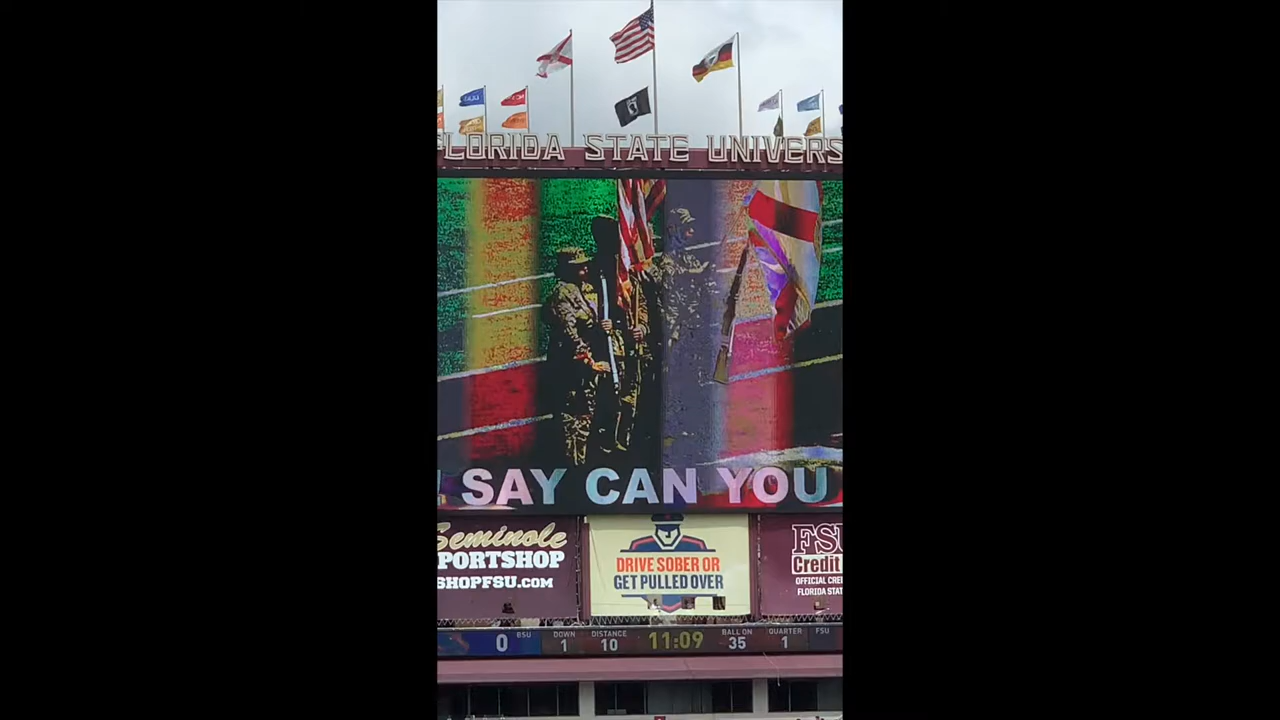 FLORIDA STATE UNIVERS
SAY CAN YOU
Seminole
PORTSHOP
SHOPFSU.COM
DRIVE SOBER OR
GET PULLED OVER
FSU
Credit
OFFICIAL CRE
FLORIDA STAT
0 BSU
DOWN
1
DISTANCE
10
11:09
BALL ON
35
QUARTER
1
FSU